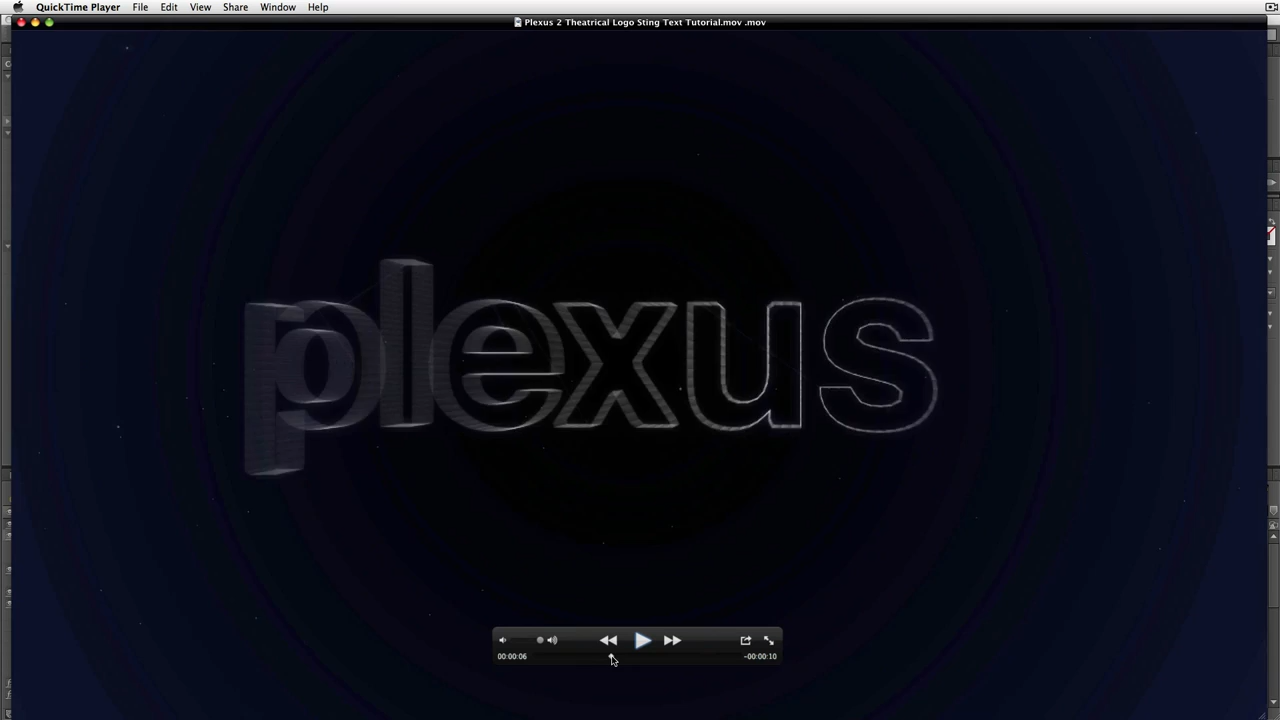 QuickTime Player File Edit View Share Window Help
Plexus 2 Theatrical Logo Sting Text Tutorial.mov .mov
plexus
00:00:06 -00:00:10